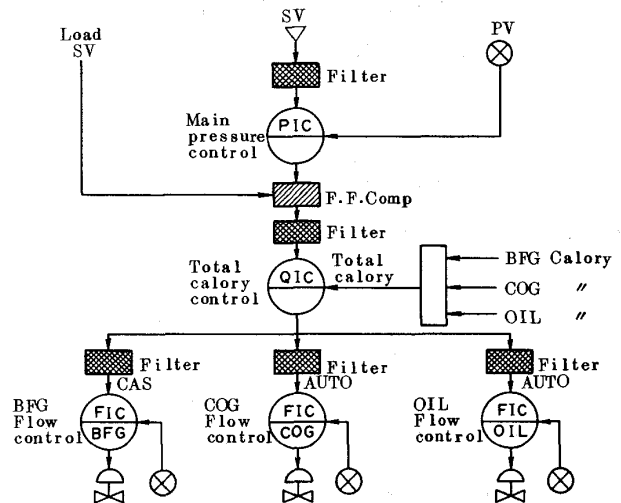 Load
SV
SV
PV
Filter
Main
pressure
control
PIC
F.F.Comp
Filter
Total
calory
control
QIC
Total
calory
BFG Calory
COG 〃
OIL 〃
Filter
CAS
Filter
AUTO
Filter
AUTO
BFG
Flow
control
FIC
BFG
COG
Flow
control
FIC
COG
OIL
Flow
control
FIC
OIL